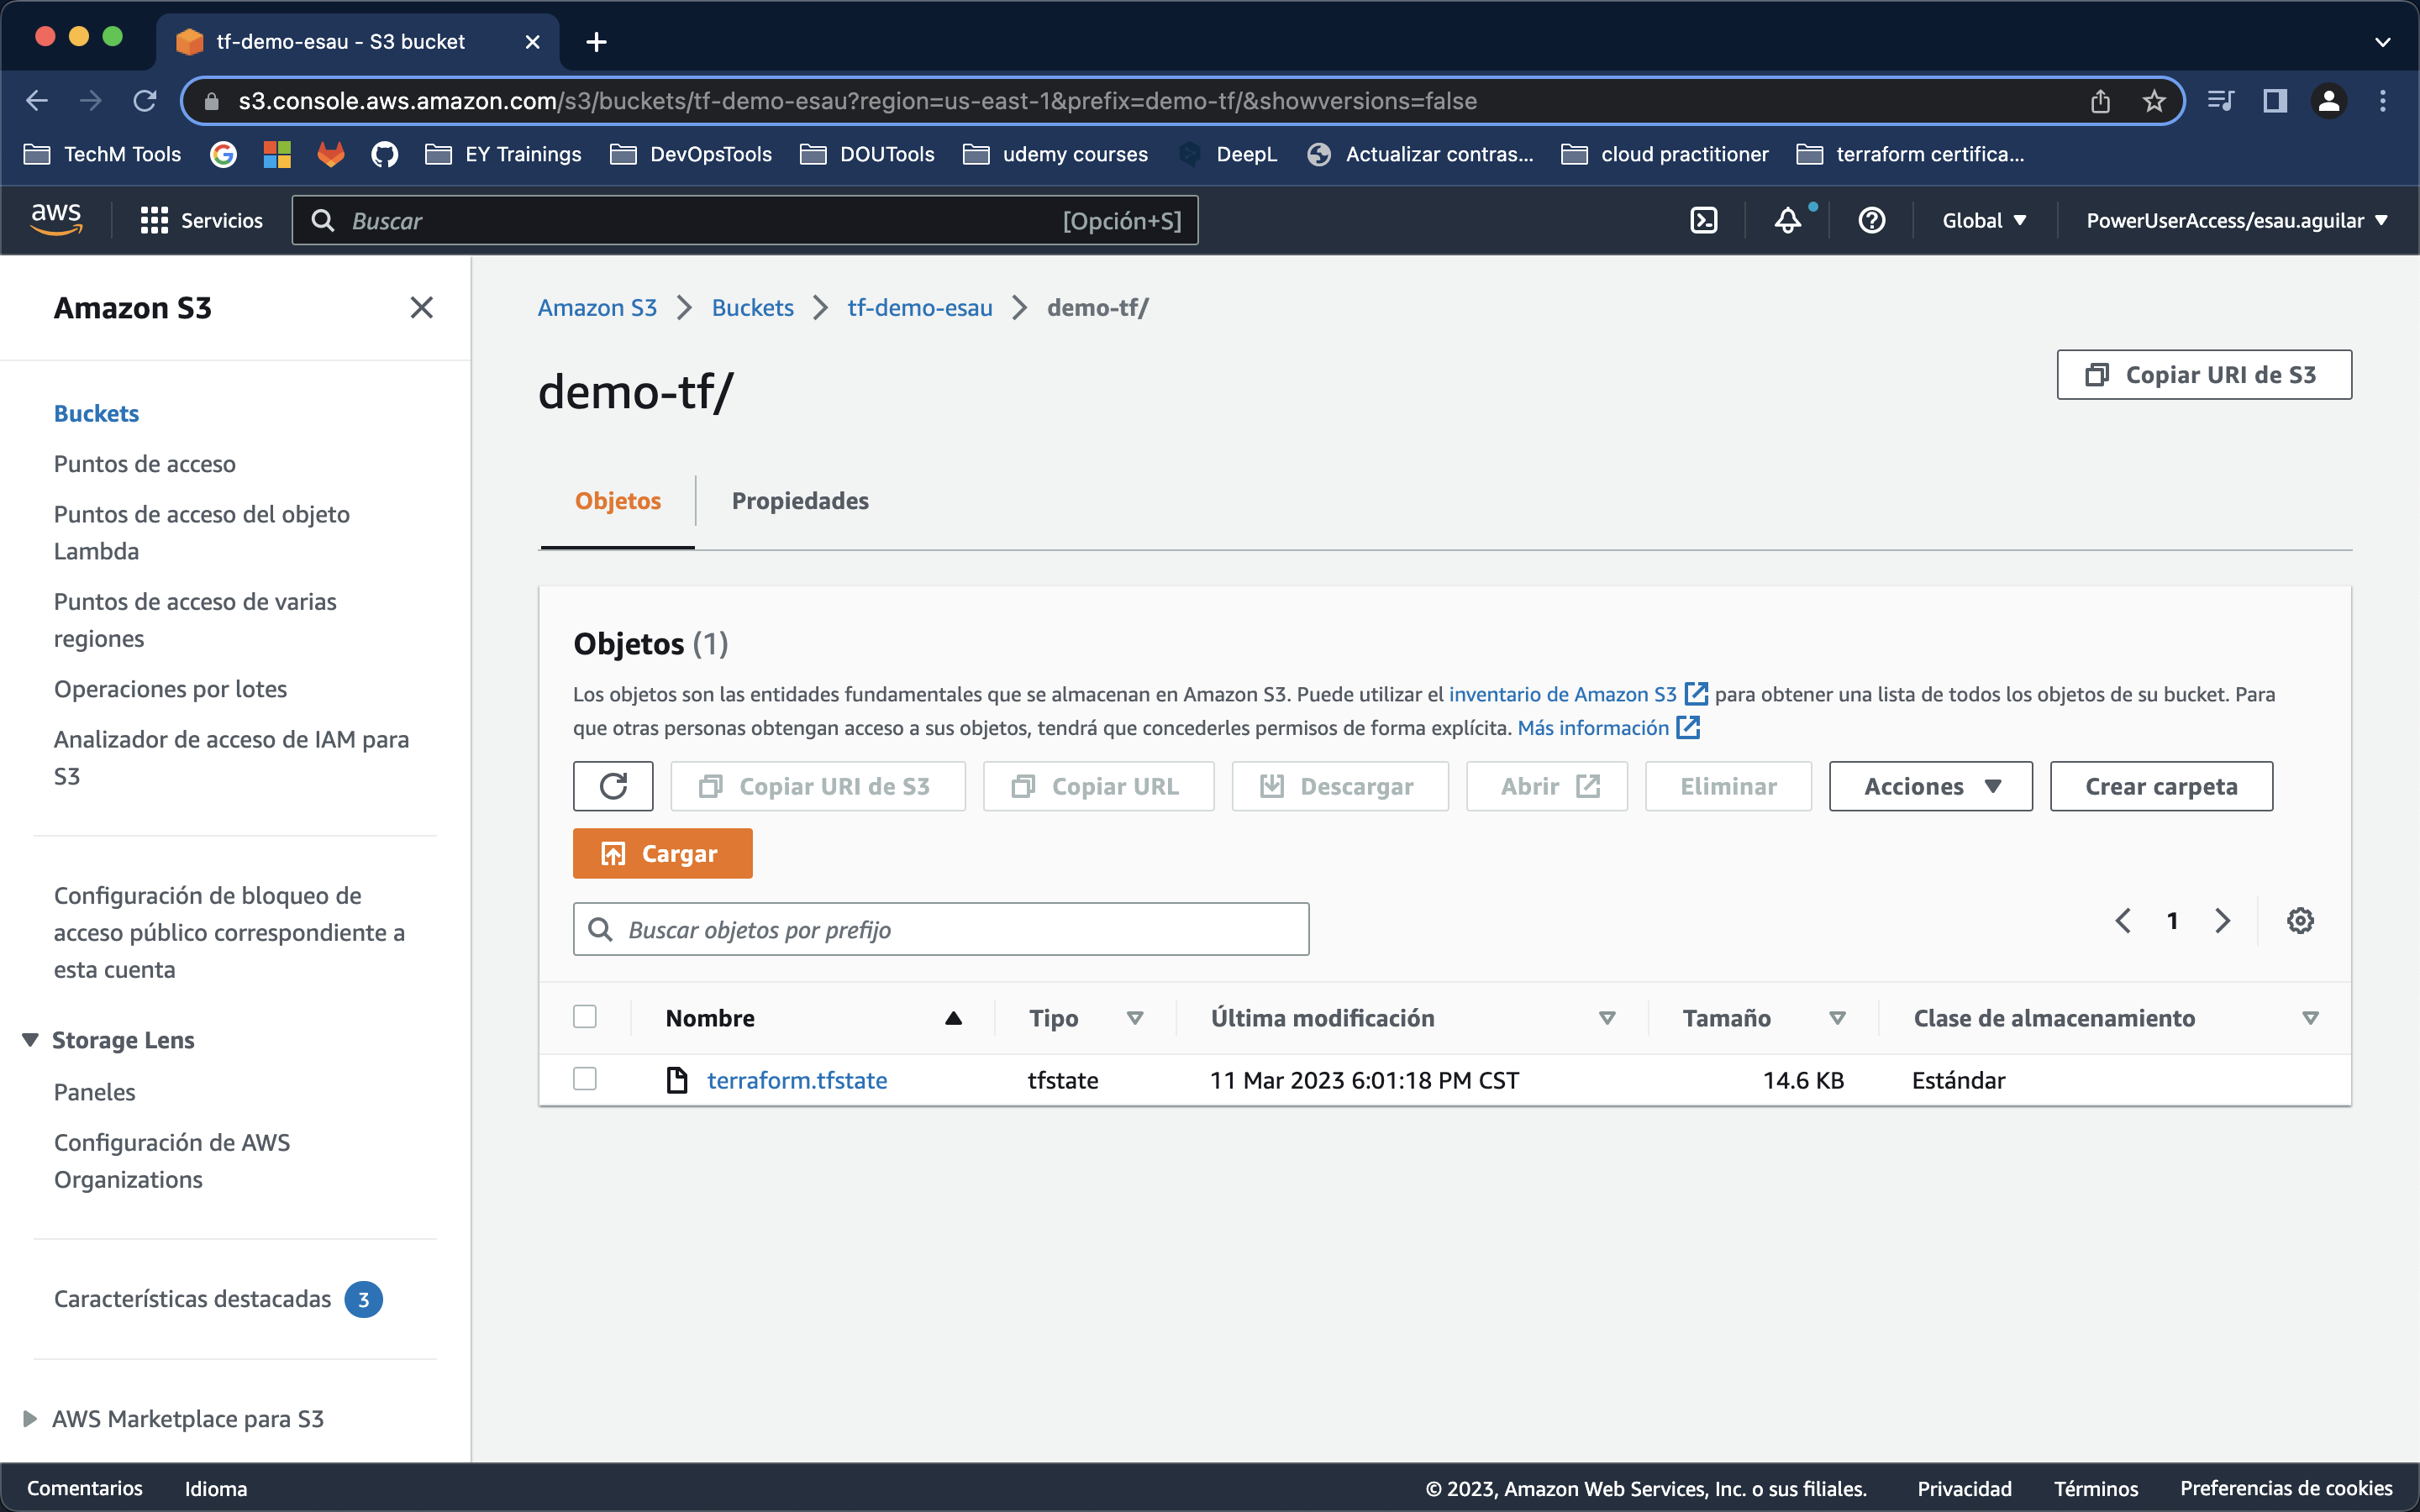 tf-demo-esau - S3 bucket
s3.console.aws.amazon.com/s3/buckets/tf-demo-esau?region=us-east-1&prefix=demo-tf/&showversions=false
TechM Tools EY Trainings DevOpsTools DOUTools udemy courses DeepL Actualizar contras... cloud practitioner terraform certifica...
aws Servicios Buscar [Opción+S] Global PowerUserAccess/esau.aguilar
Amazon S3
Buckets
Puntos de acceso
Puntos de acceso del objeto
Lambda
Puntos de acceso de varias
regiones
Operaciones por lotes
Analizador de acceso de IAM para
S3
Configuración de bloqueo de
acceso público correspondiente a
esta cuenta
Storage Lens
Paneles
Configuración de AWS
Organizations
Características destacadas 3
AWS Marketplace para S3
Amazon S3 Buckets tf-demo-esau demo-tf/
demo-tf/
Copiar URI de S3
Objetos Propiedades
Objetos (1)
Los objetos son las entidades fundamentales que se almacenan en Amazon S3. Puede utilizar el inventario de Amazon S3 para obtener una lista de todos los objetos de su bucket. Para
que otras personas obtengan acceso a sus objetos, tendrá que concederles permisos de forma explícita. Más información
Copiar URI de S3 Copiar URL Descargar Abrir Eliminar Acciones Crear carpeta
Cargar
Buscar objetos por prefijo 1
Nombre Tipo Última modificación Tamaño Clase de almacenamiento
terraform.tfstate tfstate 11 Mar 2023 6:01:18 PM CST 14.6 KB Estándar
Comentarios Idioma © 2023, Amazon Web Services, Inc. o sus filiales. Privacidad Términos Preferencias de cookies